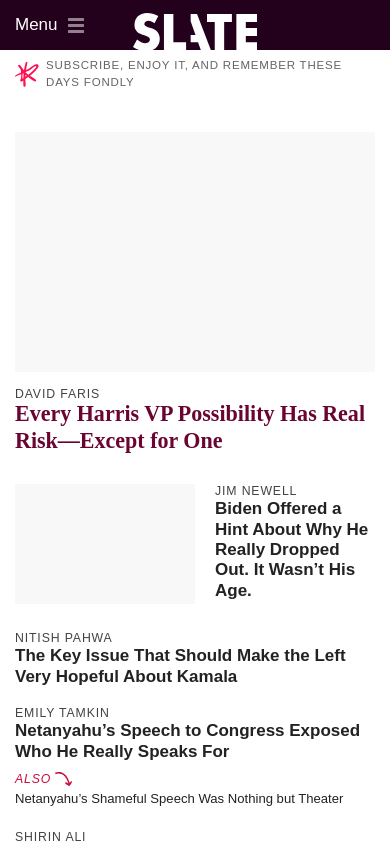 Menu
SLATE
SUBSCRIBE, ENJOY IT, AND REMEMBER THESE
DAYS FONDLY
DAVID FARIS
Every Harris VP Possibility Has Real
Risk—Except for One
JIM NEWELL
Biden Offered a
Hint About Why He
Really Dropped
Out. It Wasn’t His
Age.
NITISH PAHWA
The Key Issue That Should Make the Left
Very Hopeful About Kamala
EMILY TAMKIN
Netanyahu’s Speech to Congress Exposed
Who He Really Speaks For
ALSO
Netanyahu’s Shameful Speech Was Nothing but Theater
SHIRIN ALI